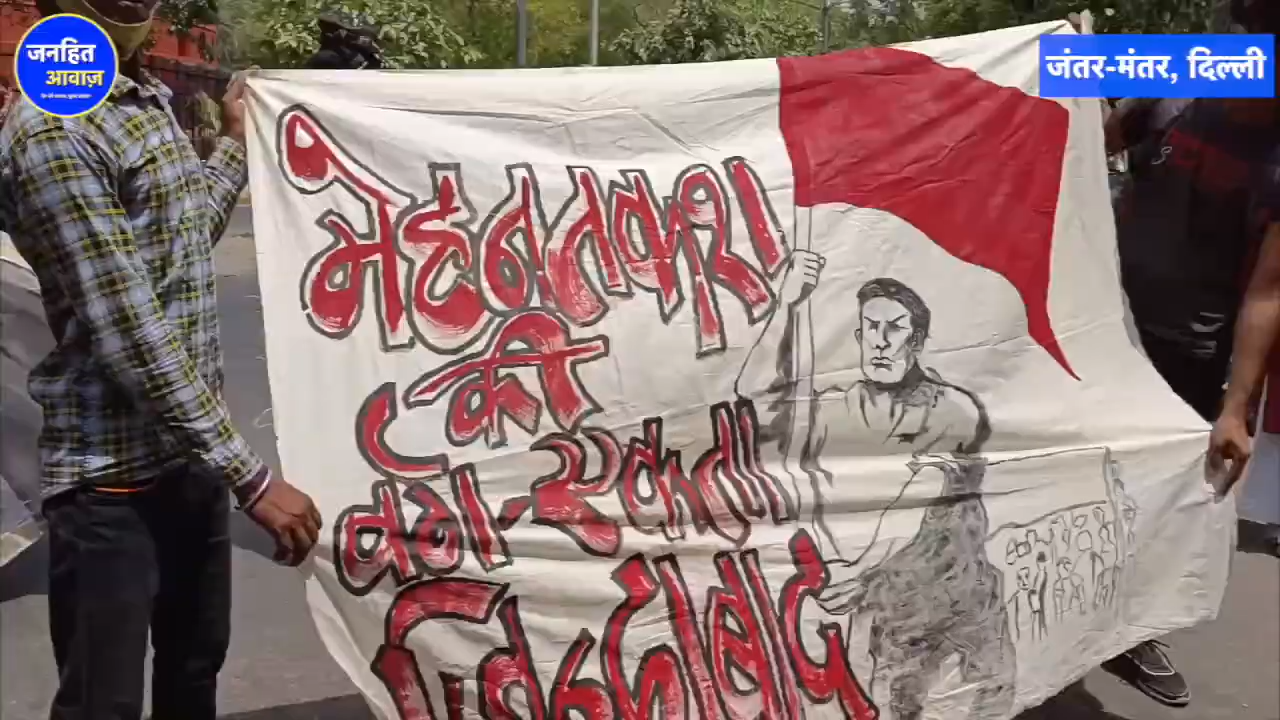 जनहित
आवाज़
जंतर-मंतर, दिल्ली
मेहनतकश
की
वर्ग-एकता
जिन्दाबाद